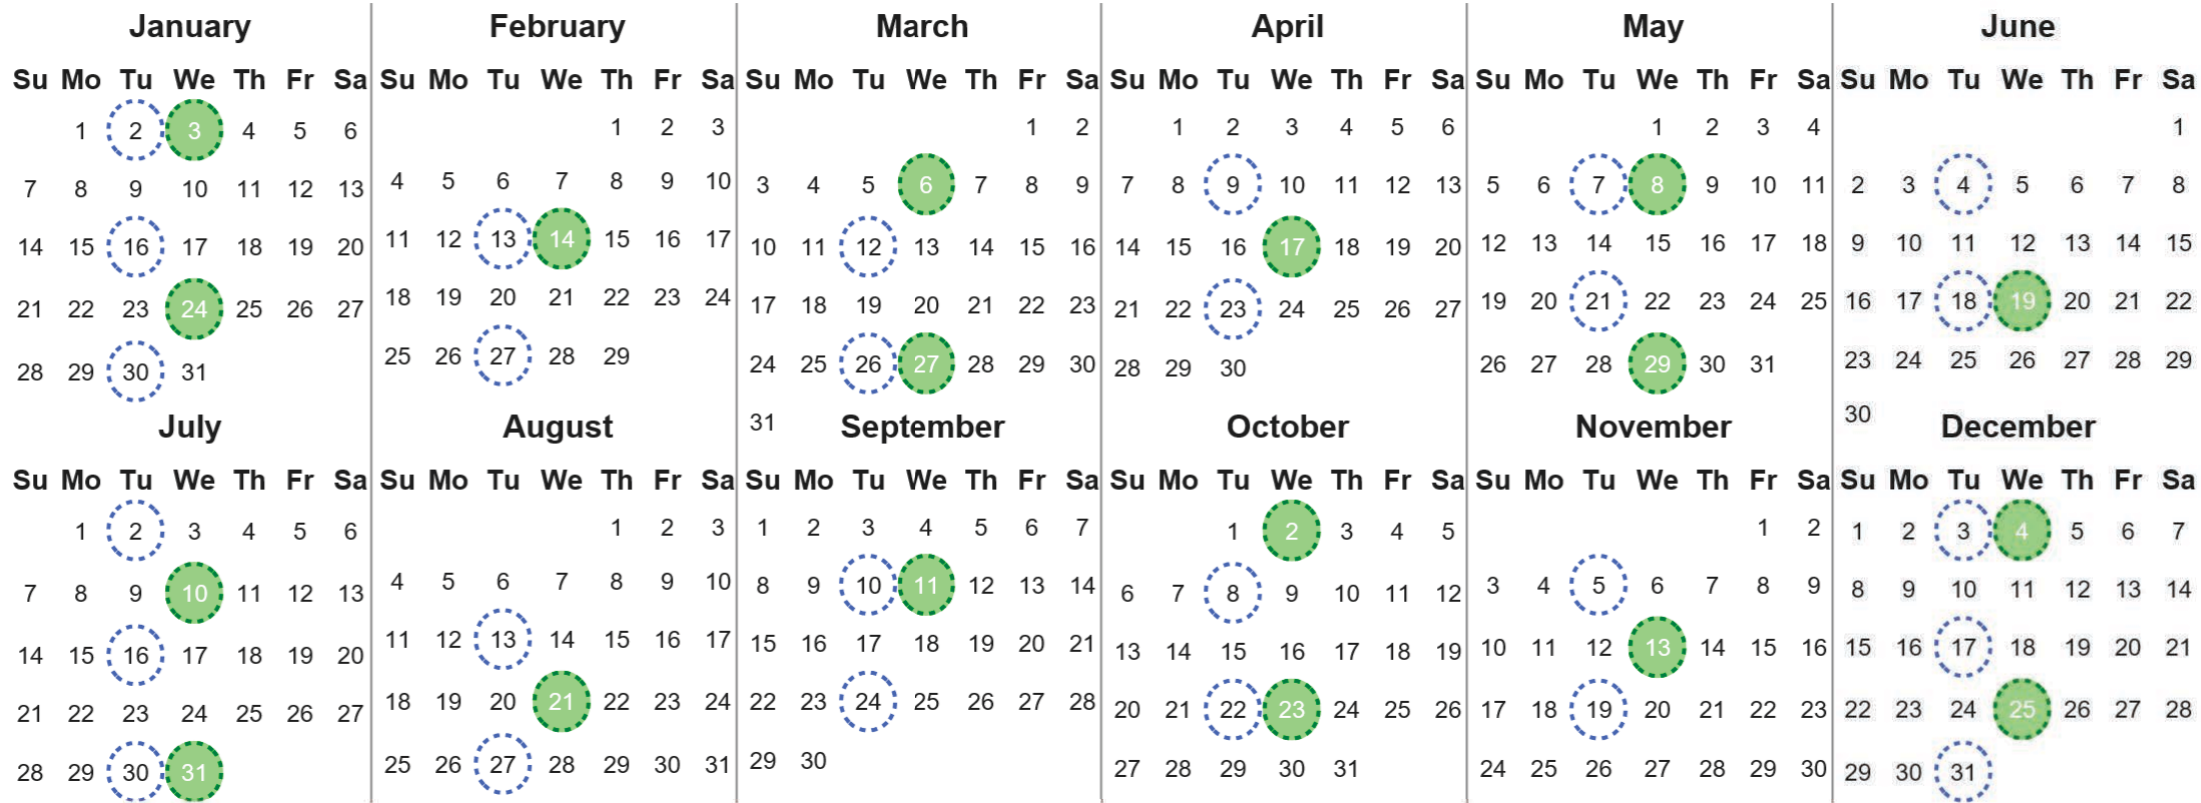 January
Su Mo Tu We Th Fr Sa
1 2 3 4 5 6
7 8 9 10 11 12 13
14 15 16 17 18 19 20
21 22 23 24 25 26 27
28 29 30 31
February
Su Mo Tu We Th Fr Sa
1 2 3
4 5 6 7 8 9 10
11 12 13 14 15 16 17
18 19 20 21 22 23 24
25 26 27 28 29
March
Su Mo Tu We Th Fr Sa
1 2
3 4 5 6 7 8 9
10 11 12 13 14 15 16
17 18 19 20 21 22 23
24 25 26 27 28 29 30
31
April
Su Mo Tu We Th Fr Sa
1 2 3 4 5 6
7 8 9 10 11 12 13
14 15 16 17 18 19 20
21 22 23 24 25 26 27
28 29 30
May
Su Mo Tu We Th Fr Sa
1 2 3 4
5 6 7 8 9 10 11
12 13 14 15 16 17 18
19 20 21 22 23 24 25
26 27 28 29 30 31
June
Su Mo Tu We Th Fr Sa
1
2 3 4 5 6 7 8
9 10 11 12 13 14 15
16 17 18 19 20 21 22
23 24 25 26 27 28 29
30
July
Su Mo Tu We Th Fr Sa
1 2 3 4 5 6
7 8 9 10 11 12 13
14 15 16 17 18 19 20
21 22 23 24 25 26 27
28 29 30 31
August
Su Mo Tu We Th Fr Sa
1 2 3
4 5 6 7 8 9 10
11 12 13 14 15 16 17
18 19 20 21 22 23 24
25 26 27 28 29 30 31
September
Su Mo Tu We Th Fr Sa
1 2 3 4 5 6 7
8 9 10 11 12 13 14
15 16 17 18 19 20 21
22 23 24 25 26 27 28
29 30
October
Su Mo Tu We Th Fr Sa
1 2 3 4 5
6 7 8 9 10 11 12
13 14 15 16 17 18 19
20 21 22 23 24 25 26
27 28 29 30 31
November
Su Mo Tu We Th Fr Sa
1 2
3 4 5 6 7 8 9
10 11 12 13 14 15 16
17 18 19 20 21 22 23
24 25 26 27 28 29 30
December
Su Mo Tu We Th Fr Sa
1 2 3 4 5 6 7
8 9 10 11 12 13 14
15 16 17 18 19 20 21
22 23 24 25 26 27 28
29 30 31